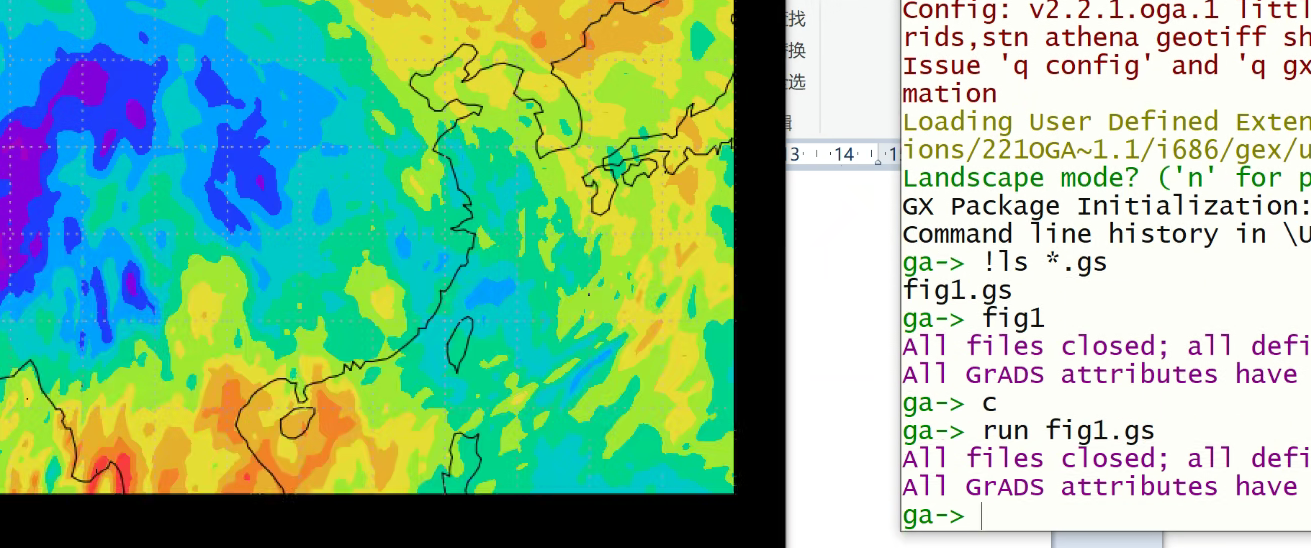 找
换
选
辑
3 14 1
Config: v2.2.1.oga.1 littl
rids,stn athena geotiff sh
Issue 'q config' and 'q gx
mation
Loading User Defined Exten
ions/221OGA~1.1/i686/gex/u
Landscape mode? ('n' for p
GX Package Initialization:
Command line history in \U
ga-> !ls *.gs
fig1.gs
ga-> fig1
All files closed; all defi
All GrADS attributes have
ga-> c
ga-> run fig1.gs
All files closed; all defi
All GrADS attributes have
ga->